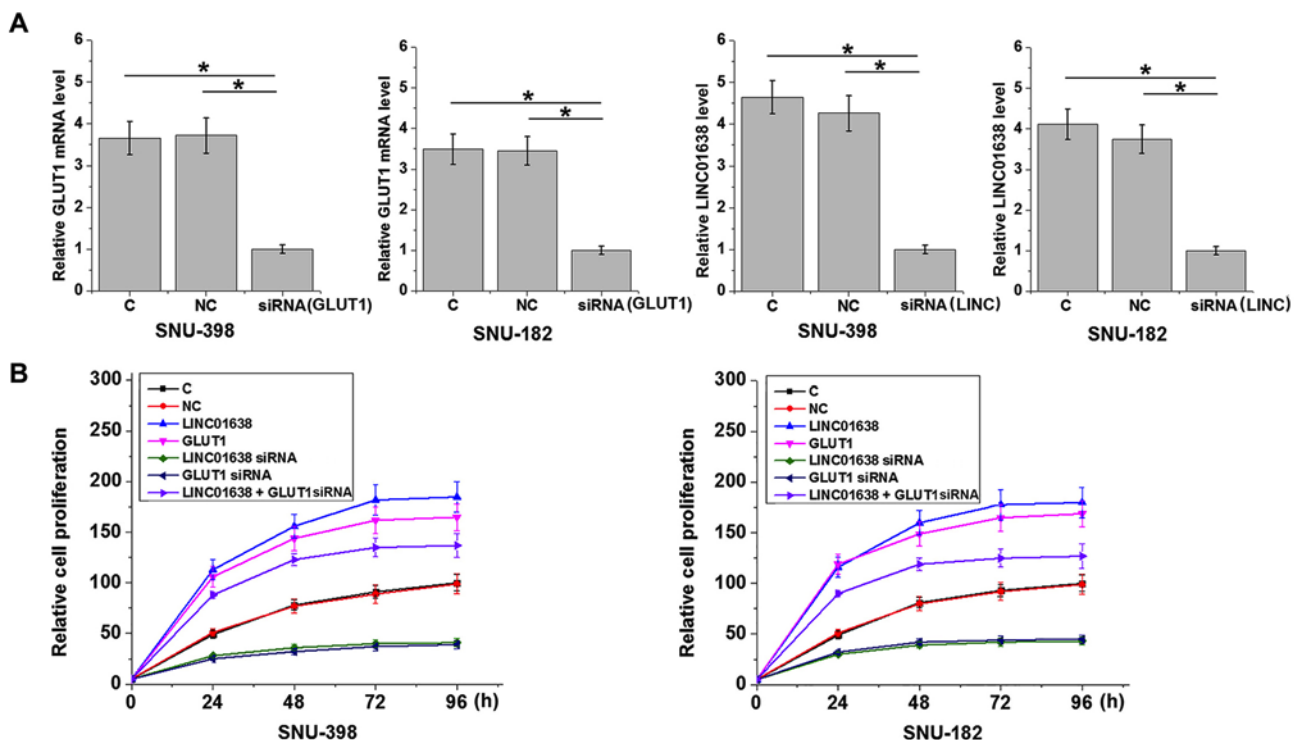 A
Relative GLUT1 mRNA level
6
5
4
3
2
1
0
*
*
C NC siRNA(GLUT1)
SNU-398
Relative GLUT1 mRNA level
6
5
4
3
2
1
0
*
*
C NC siRNA(GLUT1)
SNU-182
Relative LINC01638 level
6
5
4
3
2
1
0
*
*
C NC siRNA(LINC)
SNU-398
Relative LINC01638 level
6
5
4
3
2
1
0
*
*
C NC siRNA(LINC)
SNU-182
B
Relative cell proliferation
300
250
200
150
100
50
0
C
NC
LINC01638
GLUT1
LINC01638 siRNA
GLUT1 siRNA
LINC01638 + GLUT1siRNA
0 24 48 72 96 (h)
SNU-398
Relative cell proliferation
300
250
200
150
100
50
0
C
NC
LINC01638
GLUT1
LINC01638 siRNA
GLUT1 siRNA
LINC01638 + GLUT1siRNA
0 24 48 72 96 (h)
SNU-182